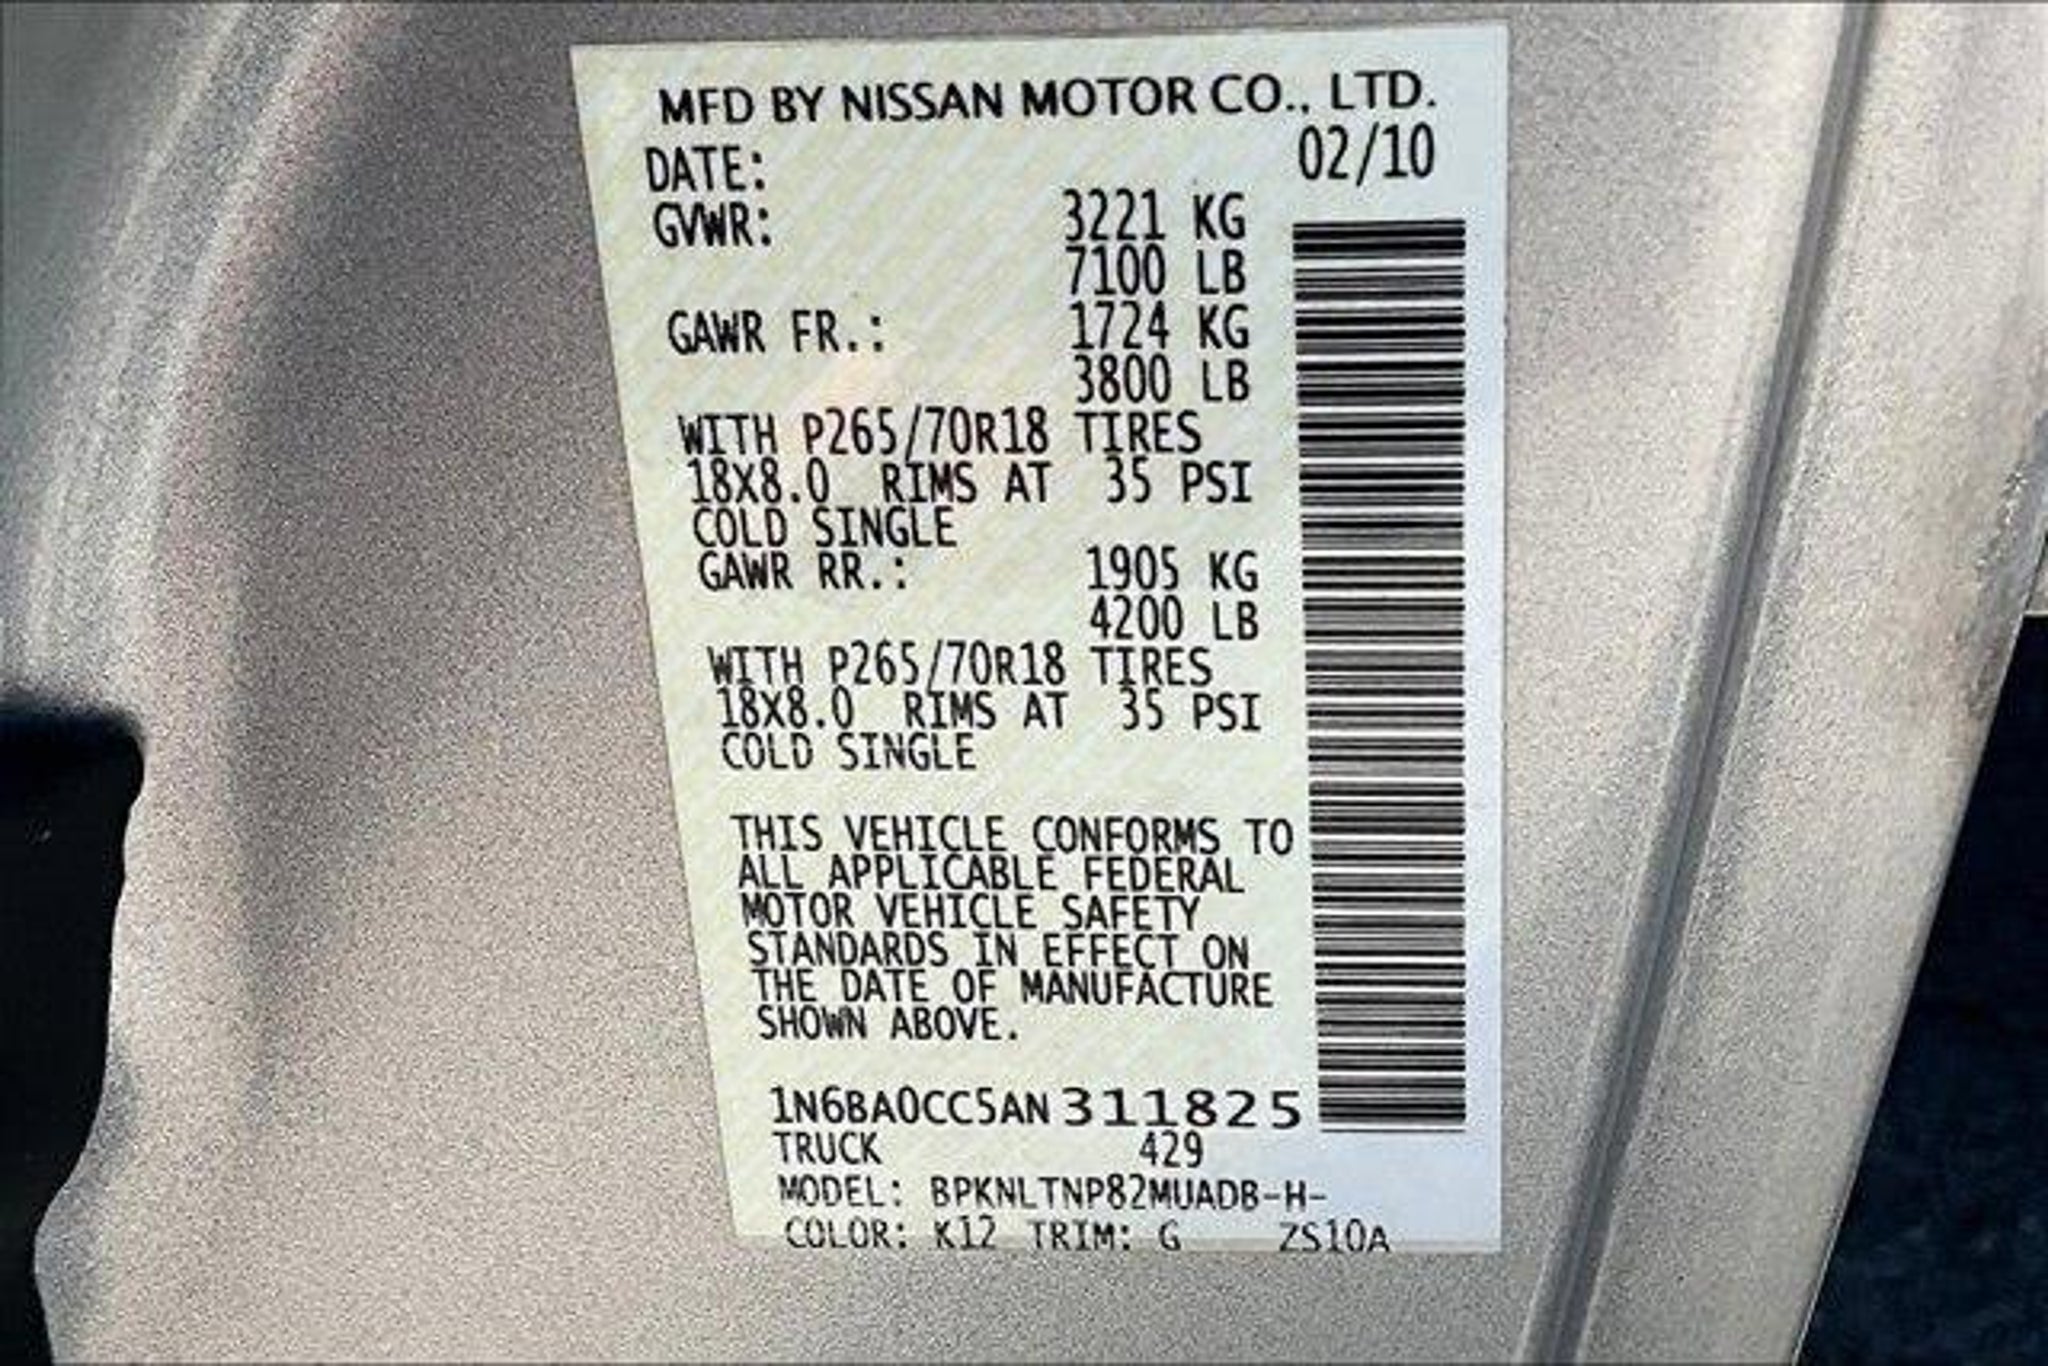 MFD BY NISSAN MOTOR CO., LTD.
DATE: 02/10
GVWR: 3221 KG
7100 LB
GAWR FR.: 1724 KG
3800 LB
WITH P265/70R18 TIRES
18X8.0 RIMS AT 35 PSI
COLD SINGLE
GAWR RR.: 1905 KG
4200 LB
WITH P265/70R18 TIRES
18X8.0 RIMS AT 35 PSI
COLD SINGLE
THIS VEHICLE CONFORMS TO
ALL APPLICABLE FEDERAL
MOTOR VEHICLE SAFETY
STANDARDS IN EFFECT ON
THE DATE OF MANUFACTURE
SHOWN ABOVE.
1N6BA0CC5AN311825
TRUCK 429
MODEL: BPKNLTNP82MUADB-H-
COLOR: K12 TRIM: G ZS10A